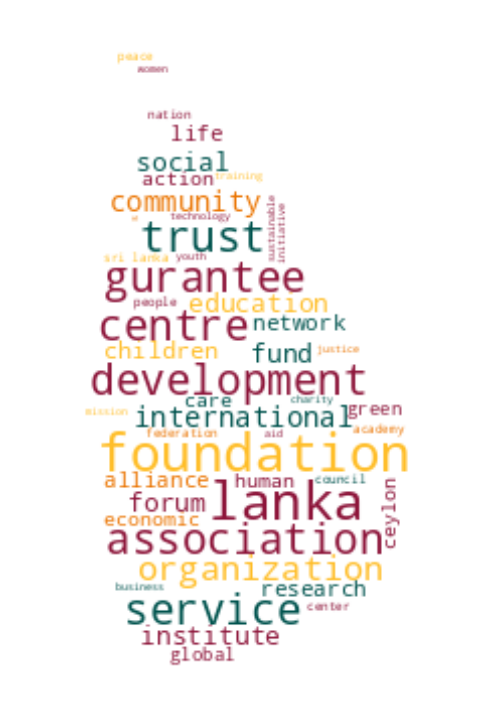 peace
women
nation
life
social
action training
community
technology
trust
sustainable
initiative
sri lanka youth
gurantee
people education
centre network
children fund justice
development
care charity
mission international green
federation aid academy
foundation
alliance human council
forum lanka
economic ceylon
association
organization
business research
service center
institute
global